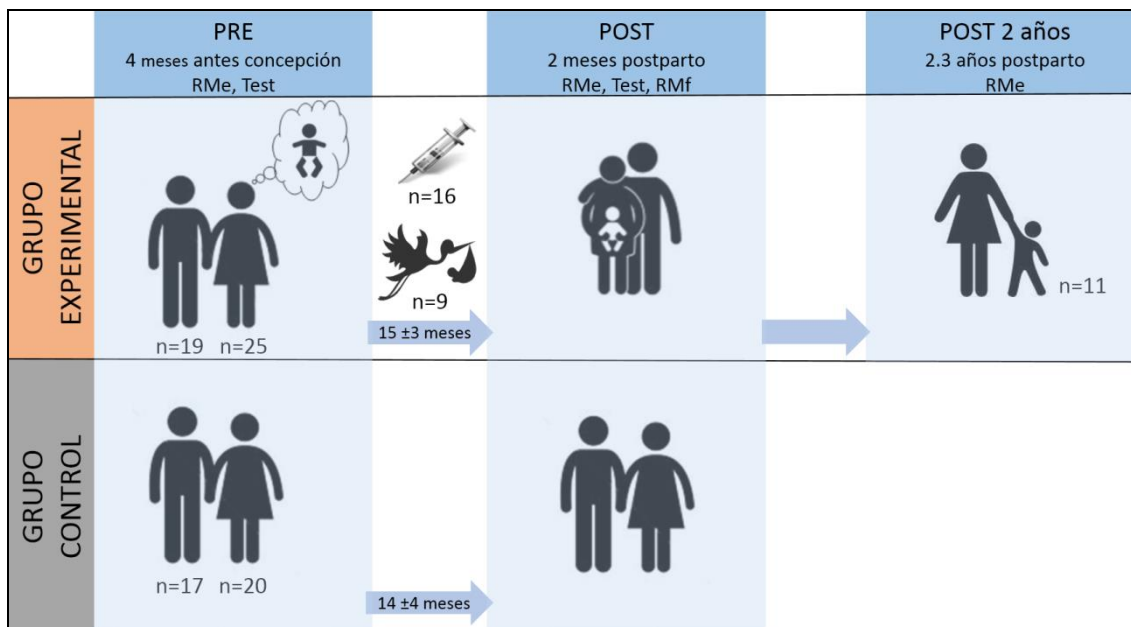 PRE
4 meses antes concepción
RMe, Test
POST
2 meses postparto
RMe, Test, RMf
POST 2 años
2.3 años postparto
RMe
GRUPO
EXPERIMENTAL
n=19
n=25
n=16
n=9
15 ±3 meses
n=11
GRUPO
CONTROL
n=17
n=20
14 ±4 meses